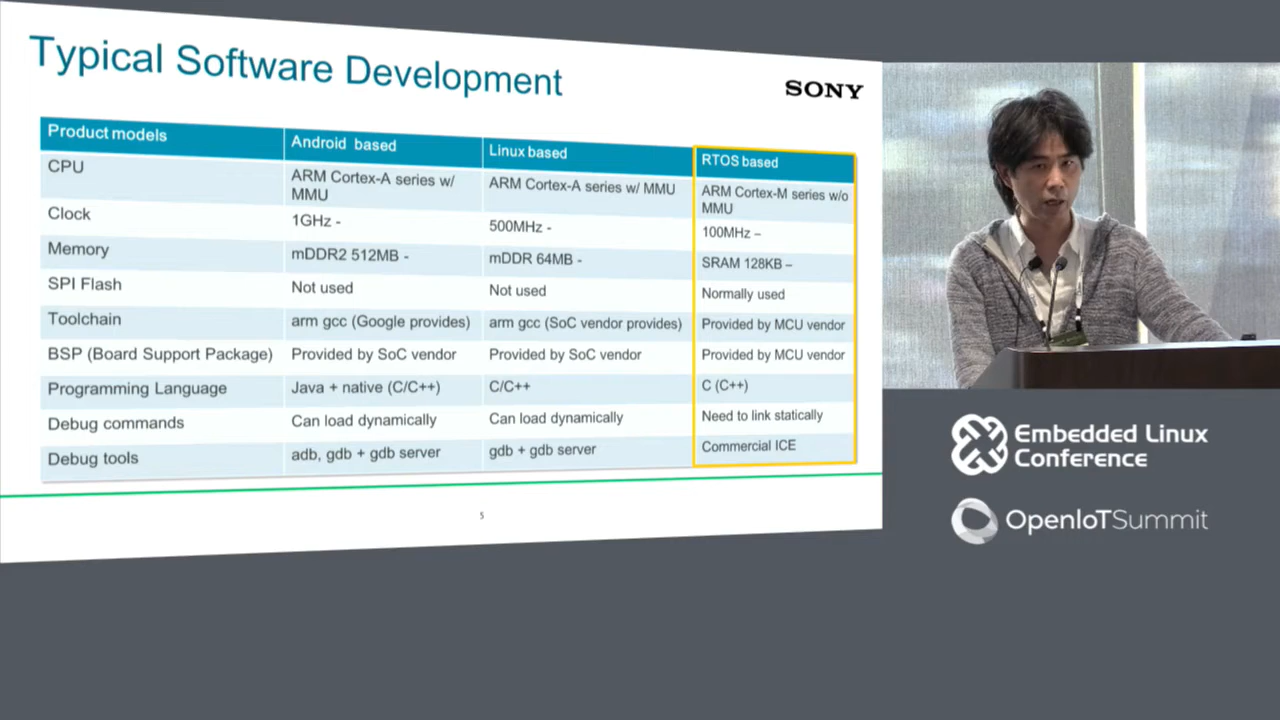 Typical Software Development
SONY
Product models
Android based
Linux based
RTOS based
CPU
ARM Cortex-A series w/
MMU
ARM Cortex-A series w/ MMU
ARM Cortex-M series w/o
MMU
Clock
1GHz -
500MHz -
100MHz –
Memory
mDDR2 512MB -
mDDR 64MB -
SRAM 128KB –
SPI Flash
Not used
Not used
Normally used
Toolchain
arm gcc (Google provides)
arm gcc (SoC vendor provides)
Provided by MCU vendor
BSP (Board Support Package)
Provided by SoC vendor
Provided by SoC vendor
Provided by MCU vendor
Programming Language
Java + native (C/C++)
C/C++
C (C++)
Debug commands
Can load dynamically
Can load dynamically
Need to link statically
Debug tools
adb, gdb + gdb server
gdb + gdb server
Commercial ICE
5
Embedded Linux
Conference
OpenIoTSummit